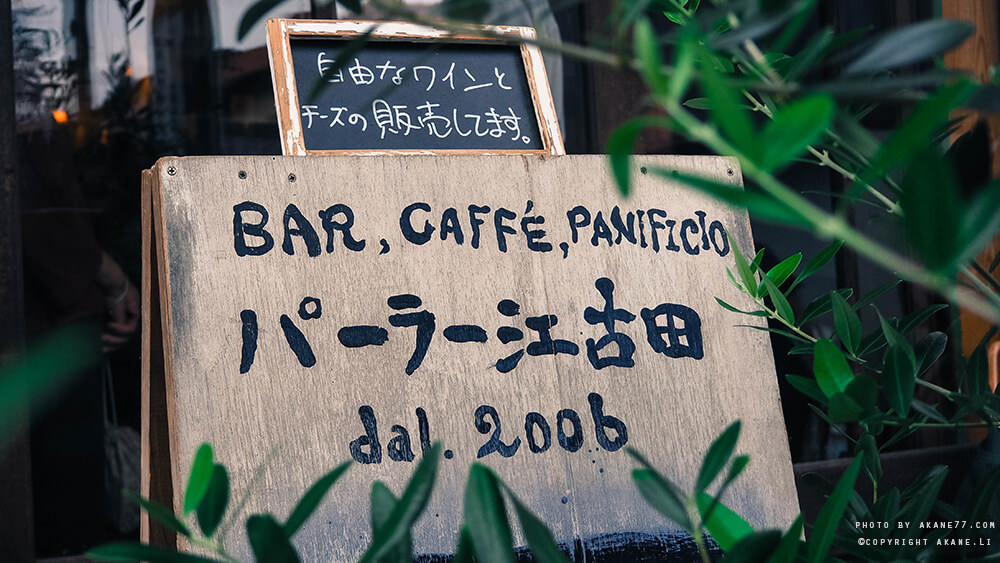 自由なワインと
チーズの販売してます。
BAR, CAFFÉ, PANIFICIO
パーラー江古田
dal. 2006
PHOTO BY AKANE77.COM
©COPYRIGHT AKANE.LI